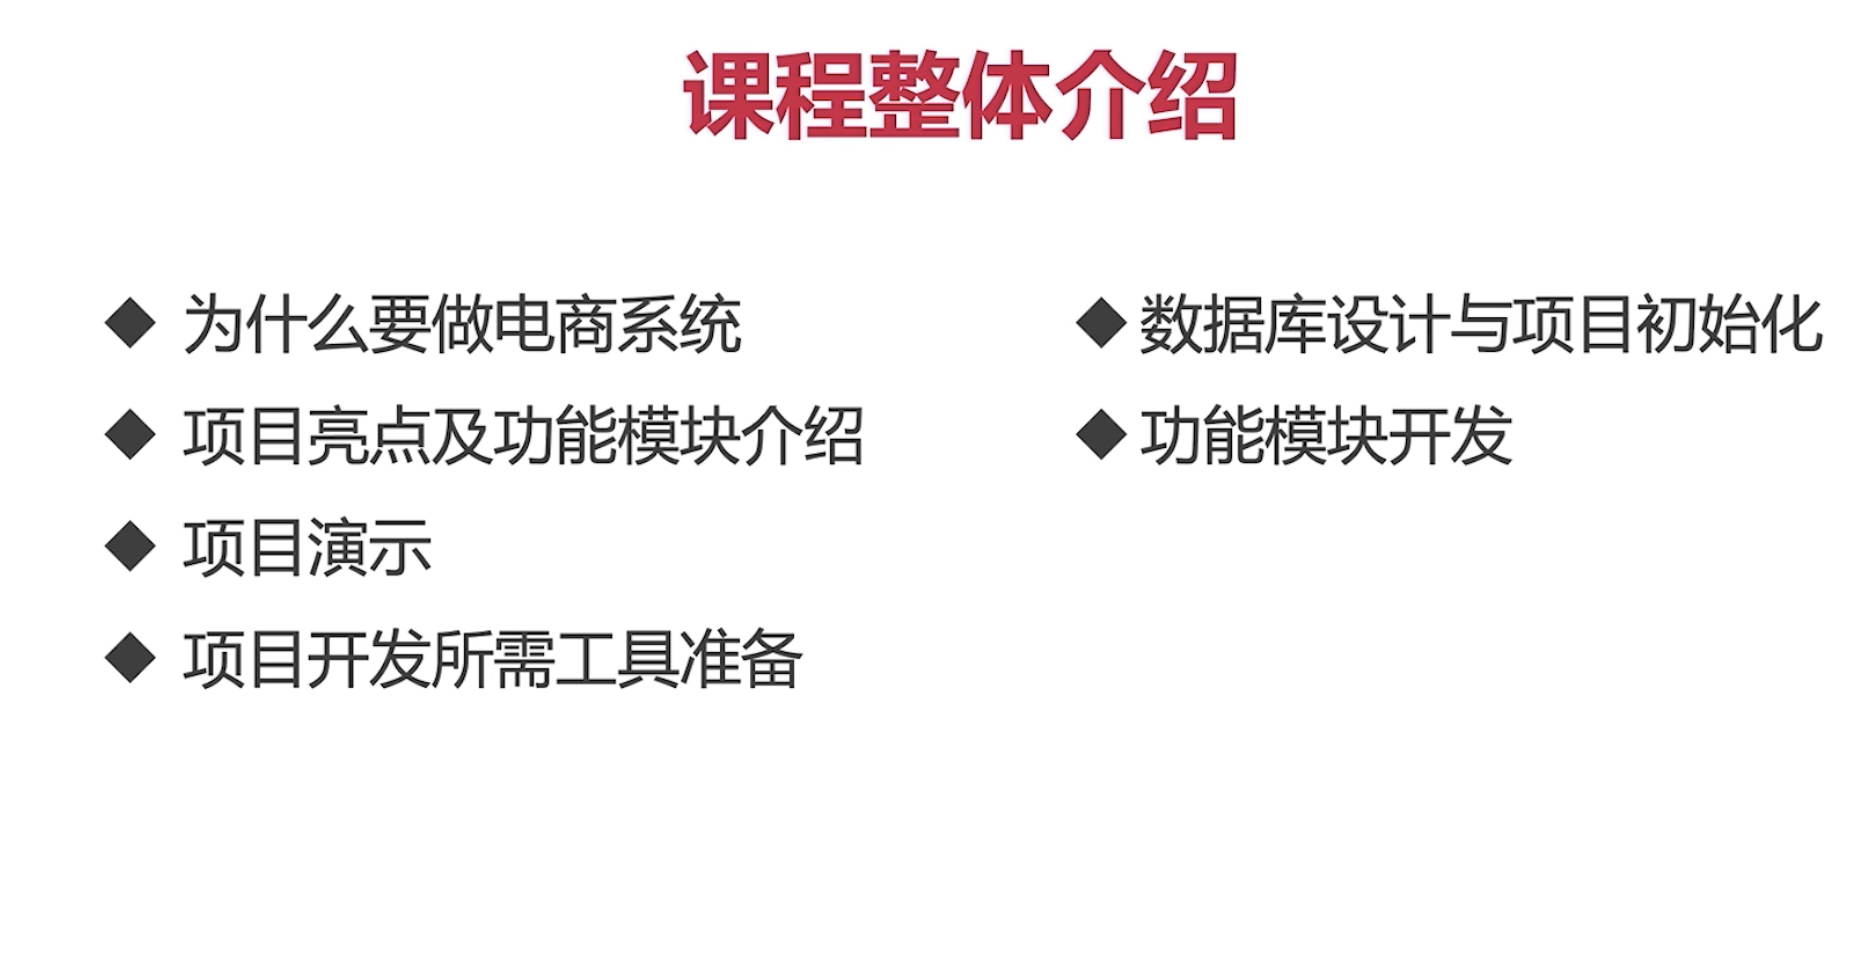 课程整体介绍
◆ 为什么要做电商系统
◆ 项目亮点及功能模块介绍
◆ 项目演示
◆ 项目开发所需工具准备
◆ 数据库设计与项目初始化
◆ 功能模块开发